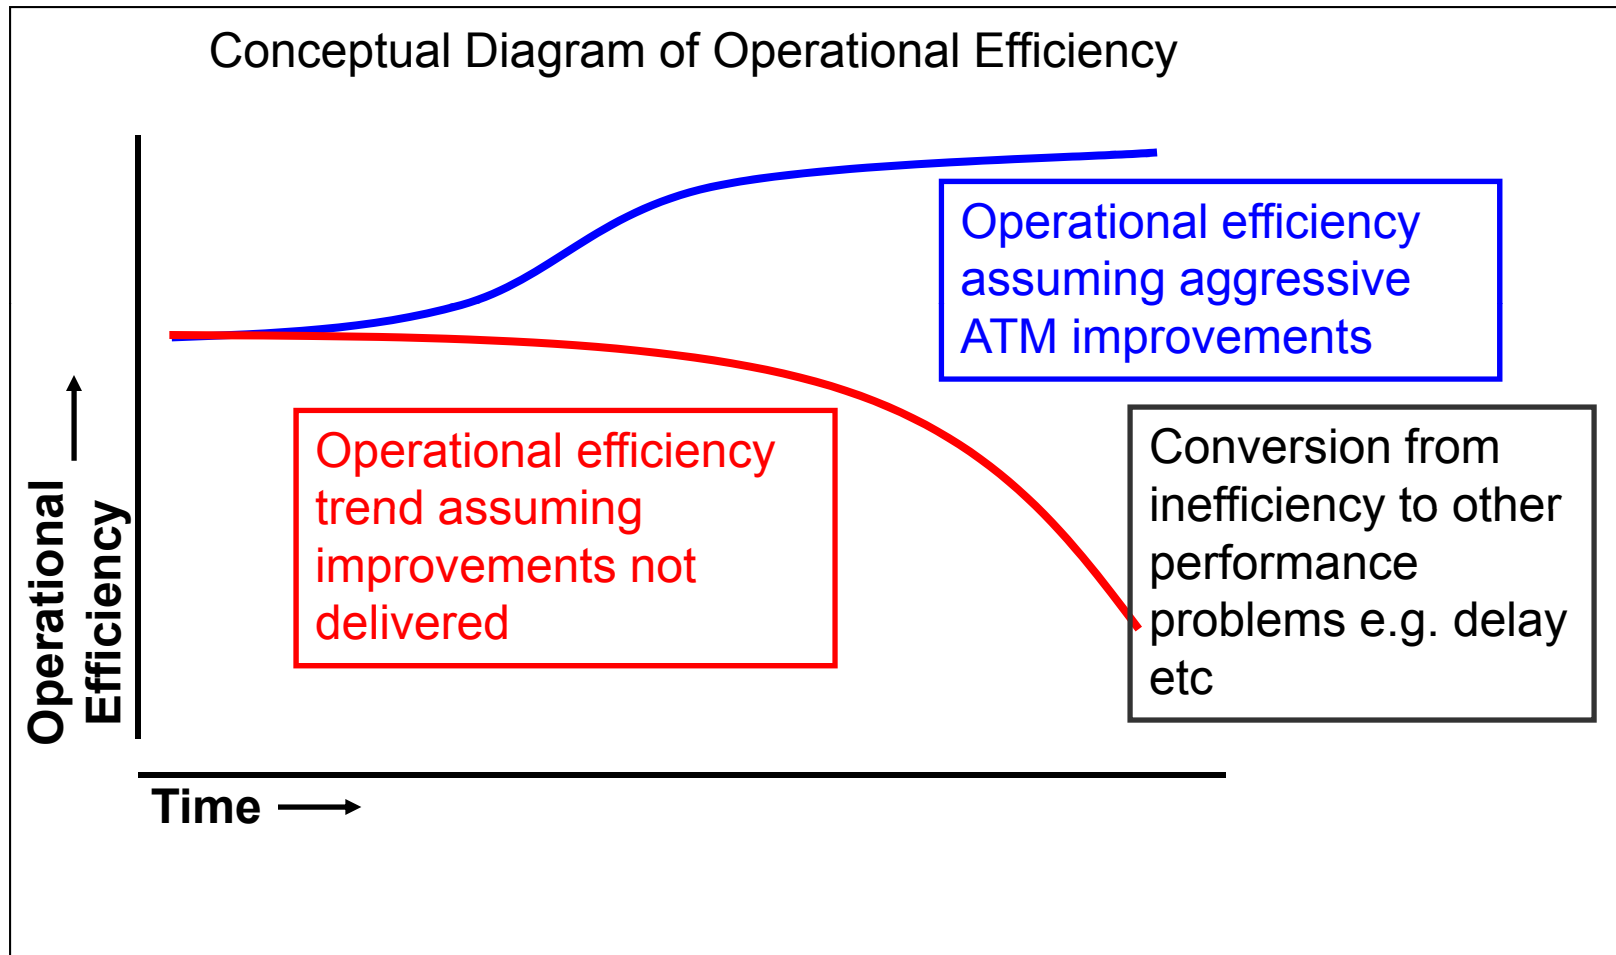 Conceptual Diagram of Operational Efficiency
Operational efficiency
assuming aggressive
ATM improvements
Operational efficiency
trend assuming
improvements not
delivered
Conversion from
inefficiency to other
performance
problems e.g. delay
etc
Operational
Efficiency
Time